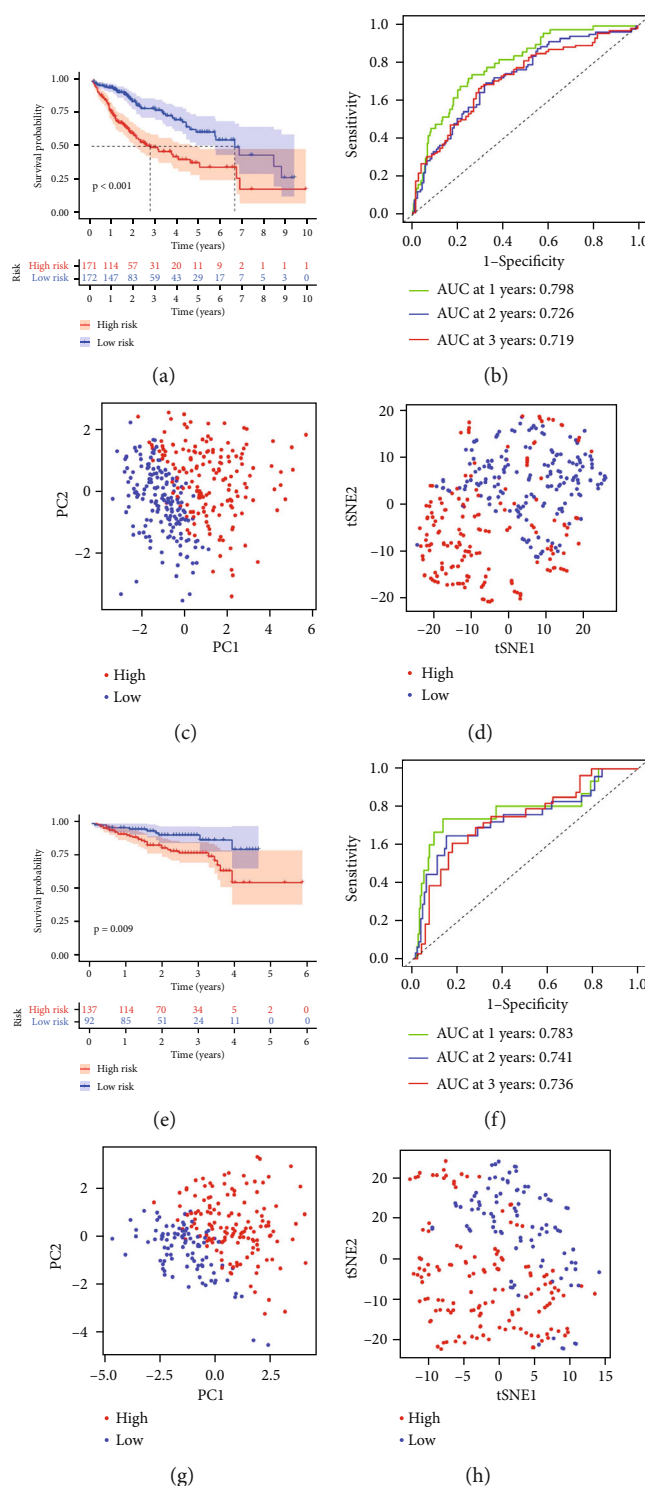 1.00
0.75
0.50
0.25
0.00
Survival probability
p < 0.001
0 1 2 3 4 5 6 7 8 9 10
Time (years)
Risk
High risk 171 114 57 31 20 11 9 2 1 1 1
Low risk 172 147 83 59 43 29 17 7 5 3 0
0 1 2 3 4 5 6 7 8 9 10
Time (years)
High risk
Low risk
(a)
1.0
0.8
1.6
0.4
0.2
0.0
Sensitivity
0.0 0.2 0.4 0.6 0.8 1.0
1–Specificity
AUC at 1 years: 0.798
AUC at 2 years: 0.726
AUC at 3 years: 0.719
(b)
2
0
–2
PC2
–2 0 2 4 6
PC1
High
Low
(c)
20
10
0
–10
–20
tSNE2
–20 –10 0 10 20
tSNE1
High
Low
(d)
1.00
0.75
0.50
0.25
0.00
Survival probability
p = 0.009
0 1 2 3 4 5 6
Time (years)
Risk
High risk 137 114 70 34 5 2 0
Low risk 92 85 51 24 11 0 0
0 1 2 3 4 5 6
Time (years)
High risk
Low risk
(e)
1.0
0.8
1.6
0.4
0.2
0.0
Sensitivity
0.0 0.2 0.4 0.6 0.8 1.0
1–Specificity
AUC at 1 years: 0.783
AUC at 2 years: 0.741
AUC at 3 years: 0.736
(f)
2
0
–2
–4
PC2
–5.0 –2.5 0.0 2.5
PC1
High
Low
(g)
20
20
0
–10
–20
tSNE2
–10 –5 0 5 10 15
tSNE1
High
Low
(h)